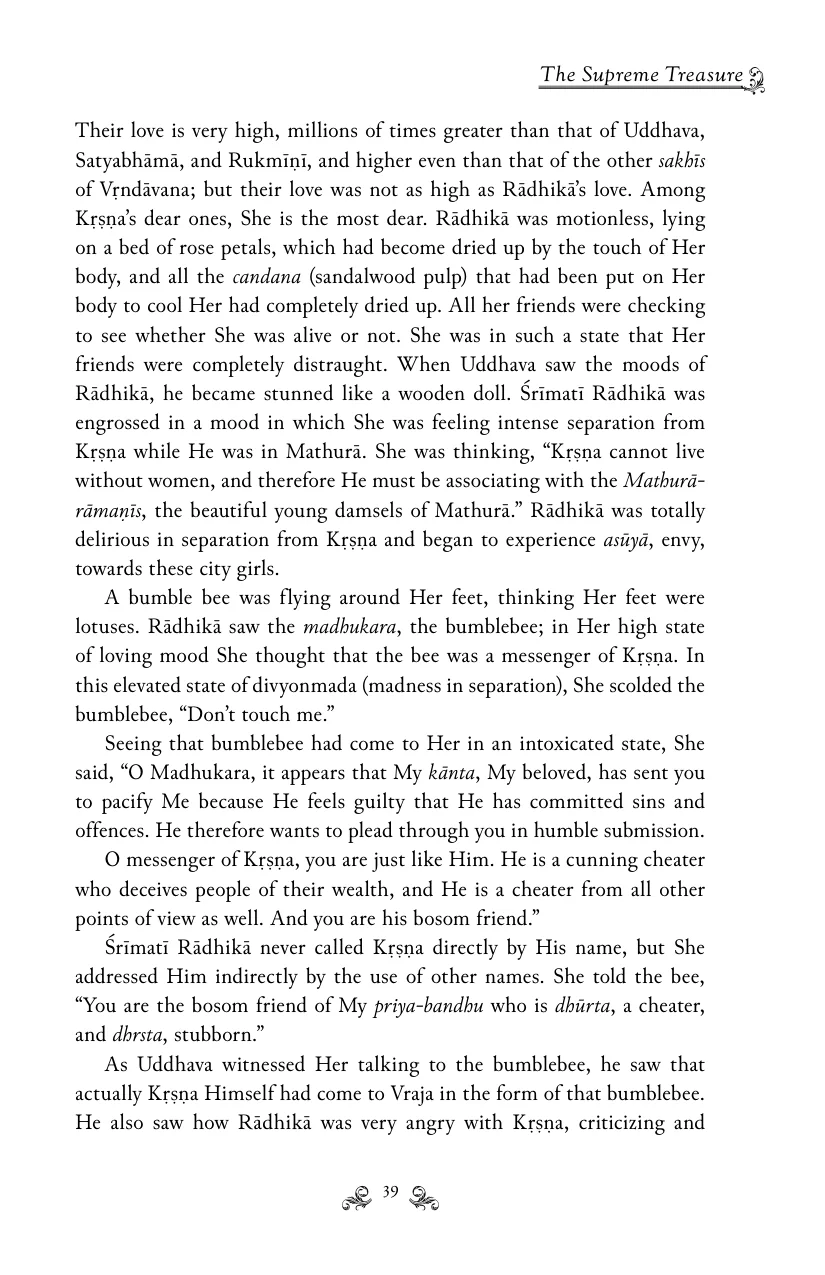 The Supreme Treasure
Their love is very high, millions of times greater than that of Uddhava,
Satyabhāmā, and Rukmīṇī, and higher even than that of the other sakhīs
of Vṛndāvana; but their love was not as high as Rādhikā’s love. Among
Kṛṣṇa’s dear ones, She is the most dear. Rādhikā was motionless, lying
on a bed of rose petals, which had become dried up by the touch of Her
body, and all the candana (sandalwood pulp) that had been put on Her
body to cool Her had completely dried up. All her friends were checking
to see whether She was alive or not. She was in such a state that Her
friends were completely distraught. When Uddhava saw the moods of
Rādhikā, he became stunned like a wooden doll. Śrīmatī Rādhikā was
engrossed in a mood in which She was feeling intense separation from
Kṛṣṇa while He was in Mathurā. She was thinking, “Kṛṣṇa cannot live
without women, and therefore He must be associating with the Mathurā-
rāmaṇīs, the beautiful young damsels of Mathurā.” Rādhikā was totally
delirious in separation from Kṛṣṇa and began to experience asūyā, envy,
towards these city girls.
A bumble bee was flying around Her feet, thinking Her feet were
lotuses. Rādhikā saw the madhukara, the bumblebee; in Her high state
of loving mood She thought that the bee was a messenger of Kṛṣṇa. In
this elevated state of divyonmada (madness in separation), She scolded the
bumblebee, “Don’t touch me.”
Seeing that bumblebee had come to Her in an intoxicated state, She
said, “O Madhukara, it appears that My kānta, My beloved, has sent you
to pacify Me because He feels guilty that He has committed sins and
offences. He therefore wants to plead through you in humble submission.
O messenger of Kṛṣṇa, you are just like Him. He is a cunning cheater
who deceives people of their wealth, and He is a cheater from all other
points of view as well. And you are his bosom friend.”
Śrīmatī Rādhikā never called Kṛṣṇa directly by His name, but She
addressed Him indirectly by the use of other names. She told the bee,
“You are the bosom friend of My priya-bandhu who is dhūrta, a cheater,
and dhrsta, stubborn.”
As Uddhava witnessed Her talking to the bumblebee, he saw that
actually Kṛṣṇa Himself had come to Vraja in the form of that bumblebee.
He also saw how Rādhikā was very angry with Kṛṣṇa, criticizing and
39